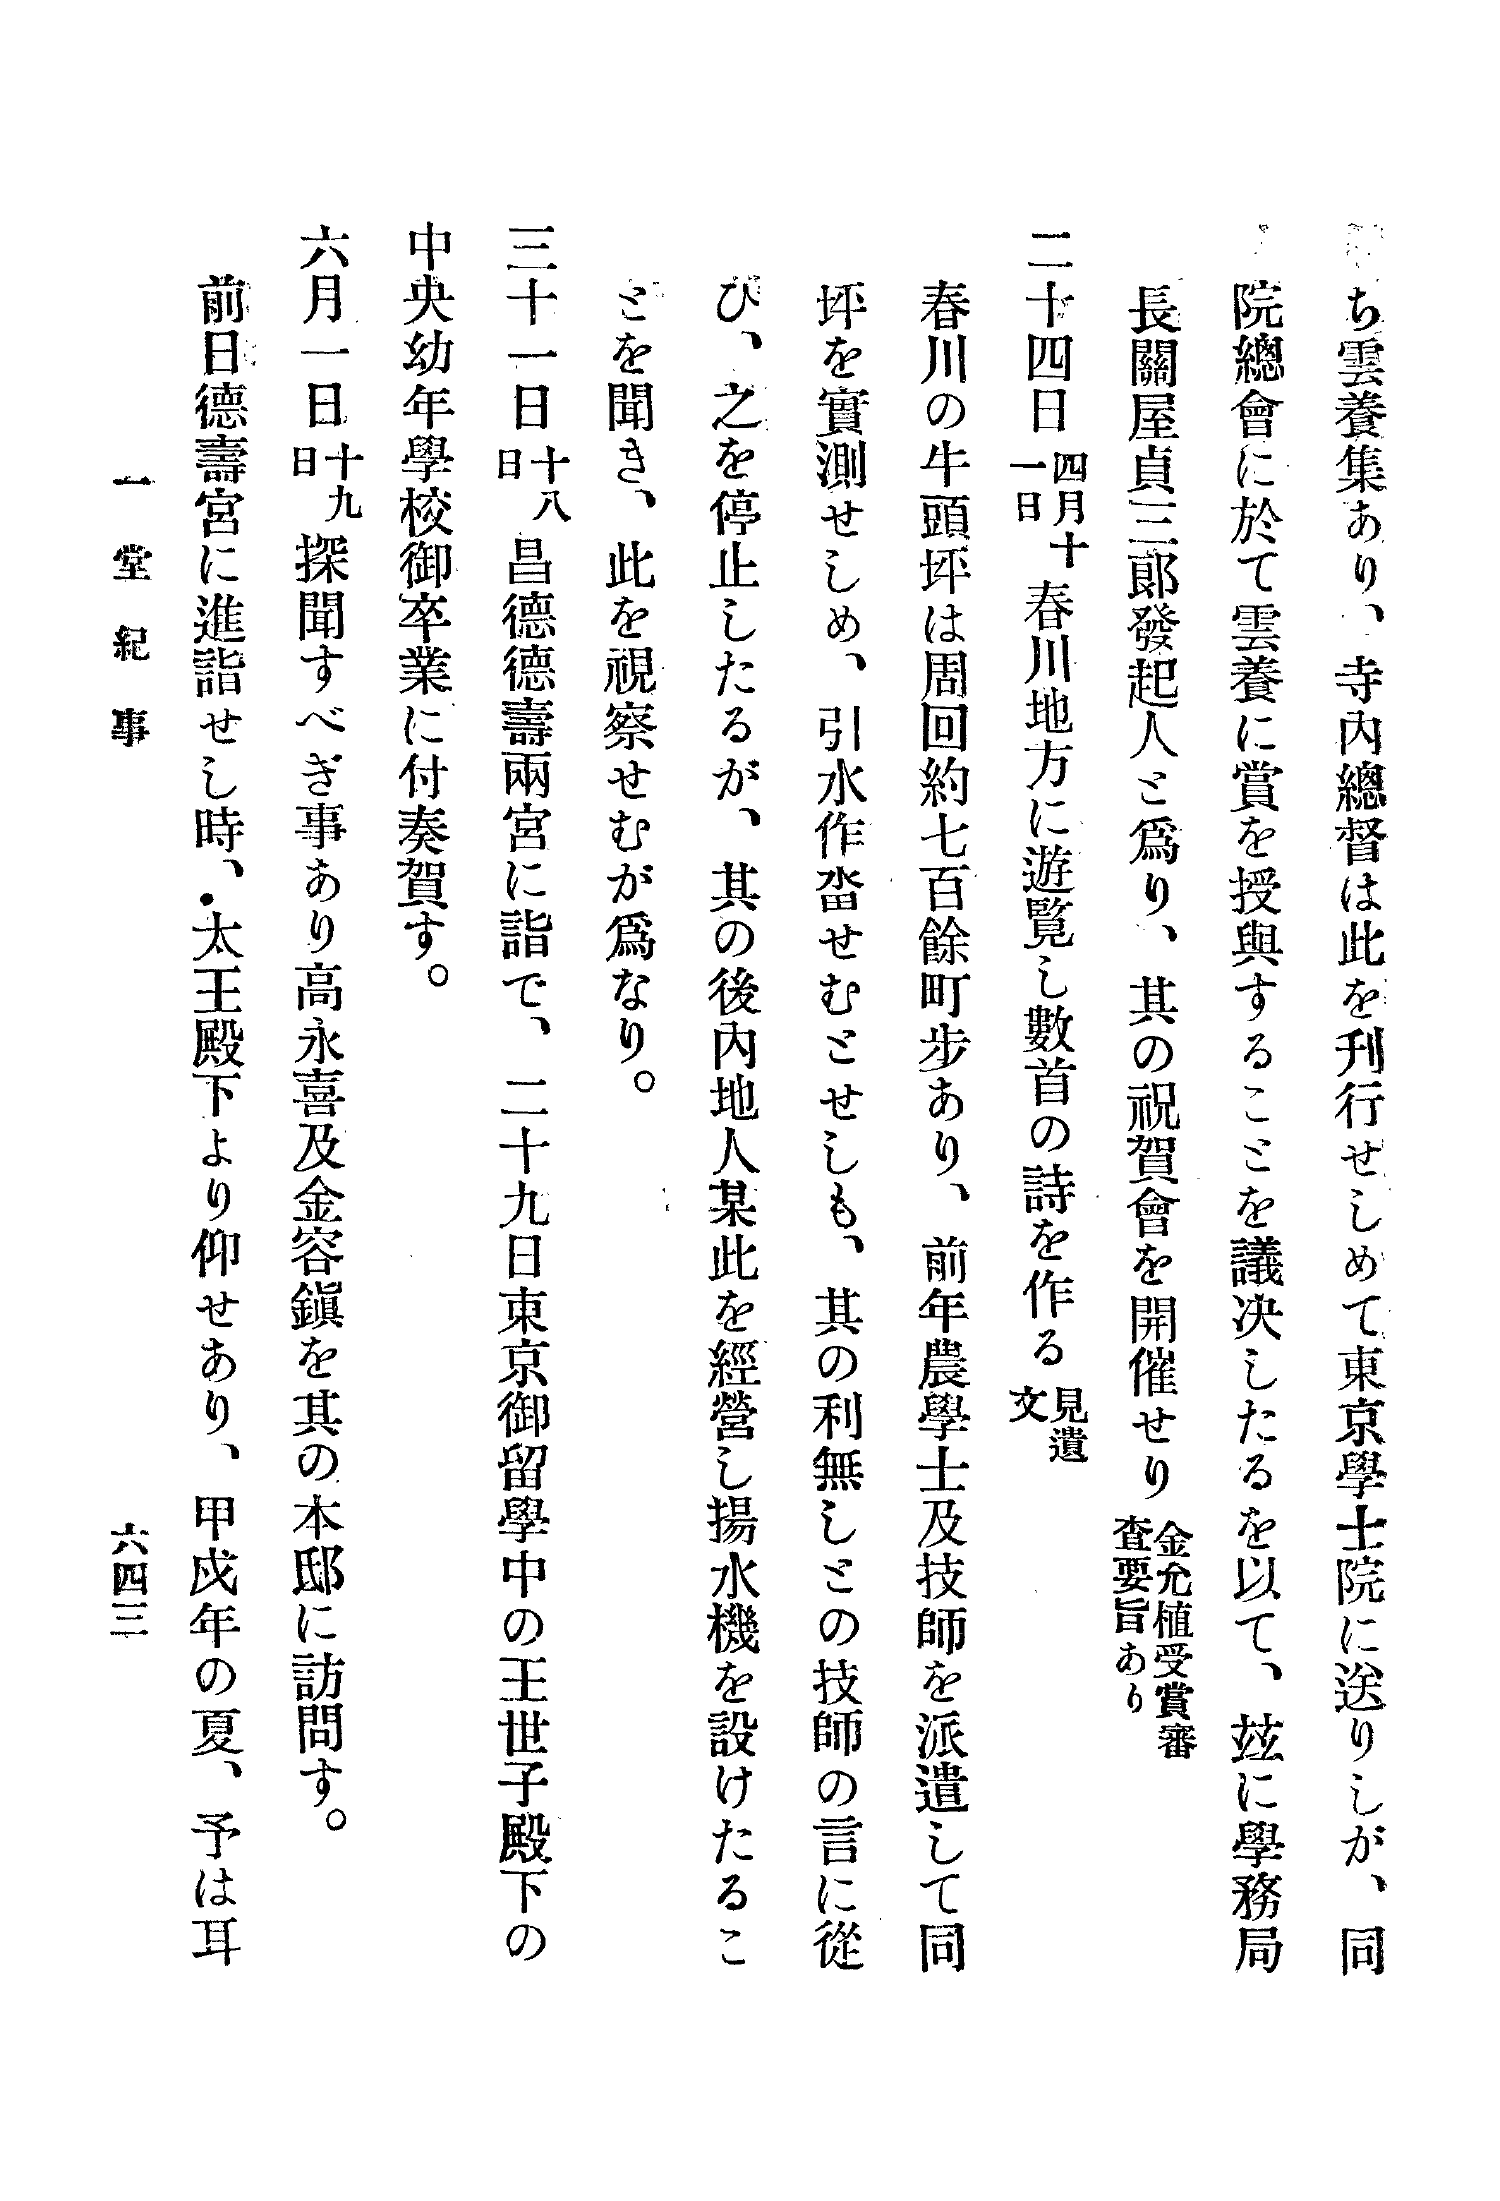 ち雲養集あり、寺內總督は此を刋行せしめて東京學士院に送りしが、同
院總會に於て雲養に賞を授與することを議决したるを以て、玆に學務局
長關屋貞三郞發起人と爲り、其の祝賀會を開催せり金允植受賞審査要旨あり
二十四日四月十一日春川地方に遊覽し數首の詩を作る見遺文
春川の牛頭坪は周回約七百餘町步あり、前年農學士及技師を派遣して同
坪を實測せしめ、引水作畓せむとせしも、其の利無しとの技師の言に從
ひ、之を停止したるが、其の後內地人某此を經營し揚水機を設けたるこ
とを聞き、此を視察せむが爲なり。
三十一日十八日昌德德壽兩宮に詣で、二十九日東京御留學中の王世子殿下の
中央幼年學校御卒業に付奏賀す。
六月一日十九日探聞すべき事あり高永喜及金容鎭を其の本邸に訪問す。
前日德壽宮に進詣せし時、太王殿下より仰せあり、甲戌年の夏、予は耳
一堂紀事
六四三